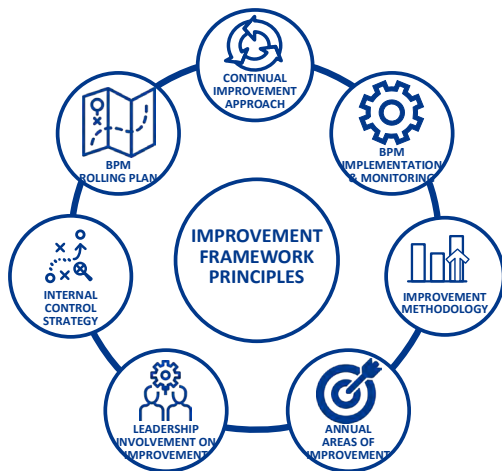 CONTINUAL
IMPROVEMENT
APPROACH
BPM
ROLLING PLAN
BPM
IMPLEMENTATION
& MONITORING
IMPROVEMENT
FRAMEWORK
PRINCIPLES
INTERNAL
CONTROL
STRATEGY
IMPROVEMENT
METHODOLOGY
LEADERSHIP
INVOLVEMENT ON
IMPROVEMENT
ANNUAL
AREAS OF
IMPROVEMENT